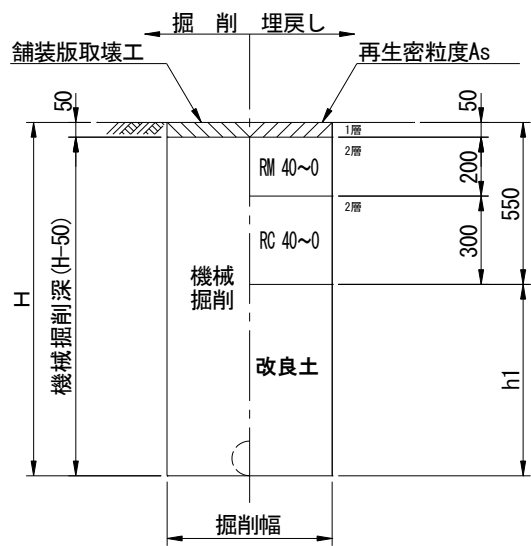 掘 削 埋戻し
舗装版取壊工 再生密粒度As
50 50
1層
2層
RM 40~0
200
2層
550
RC 40~0
300
機械
掘削
H
機械掘削深(H-50)
改良土
h1
掘削幅